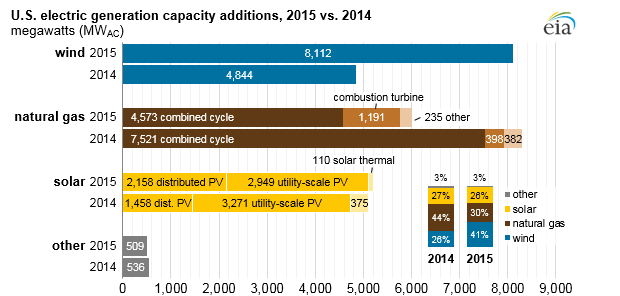 U.S. electric generation capacity additions, 2015 vs. 2014
megawatts (MWAC)
eia
wind 2015 8,112
2014 4,844
combustion turbine
natural gas 2015 4,573 combined cycle 1,191 235 other
2014 7,521 combined cycle 398 382
110 solar thermal
solar 2015 2,158 distributed PV 2,949 utility-scale PV
2014 1,458 dist. PV 3,271 utility-scale PV 375
3% 3%
27% 26%
44% 30%
26% 41%
2014 2015
other
solar
natural gas
wind
other 2015 509
2014 536
0 1,000 2,000 3,000 4,000 5,000 6,000 7,000 8,000 9,000